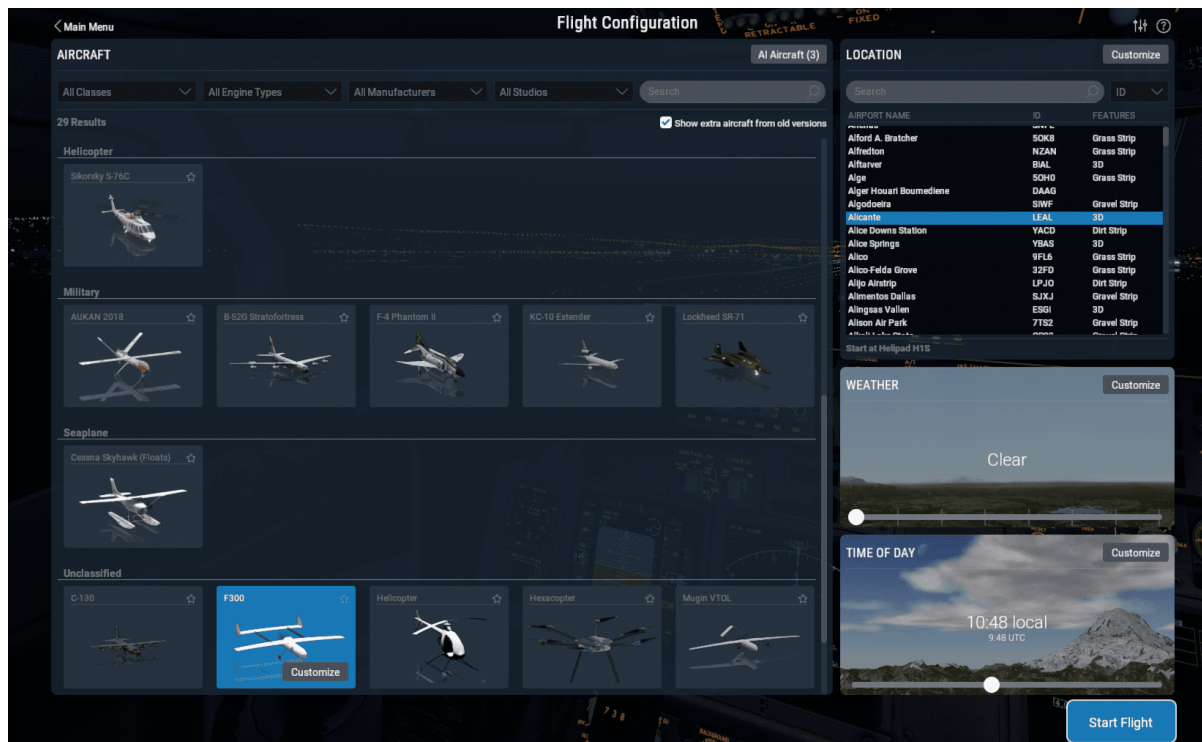 RETRACTABLE
ON
FIXED
Main Menu
Flight Configuration
AIRCRAFT
AI Aircraft (3)
All Classes
All Engine Types
All Manufacturers
All Studios
Search
29 Results
Show extra aircraft from old versions
Helicopter
Sikorsky S-76C
Military
AUKAN 2018
B-52G Stratofortress
F-4 Phantom II
KC-10 Extender
Lockheed SR-71
Seaplane
Cessna Skyhawk (Floats)
Unclassified
C-130
F300
Customize
Helicopter
Hexacopter
Mugin VTOL
LOCATION
Customize
Search
ID
AIRPORT NAME ID FEATURES
Alford A. Bratcher 5OK8 Grass Strip
Alfredton NZAN Grass Strip
Alftarver BIAL 3D
Alge 5OH0 Grass Strip
Alger Houari Boumediene DAAG
Algodoeira SIWF Gravel Strip
Alicante LEAL 3D
Alice Downs Station YACD Dirt Strip
Alice Springs YBAS 3D
Alico 9FL6 Grass Strip
Alico-Felda Grove 32FD Grass Strip
Alijo Airstrip LPJO Dirt Strip
Alimentos Dallas SJXJ Gravel Strip
Alingsas Vallen ESGI 3D
Alison Air Park 7TS2 Gravel Strip
Start at Helipad H1S
WEATHER
Customize
Clear
TIME OF DAY
Customize
10:48 local
9:48 UTC
Start Flight